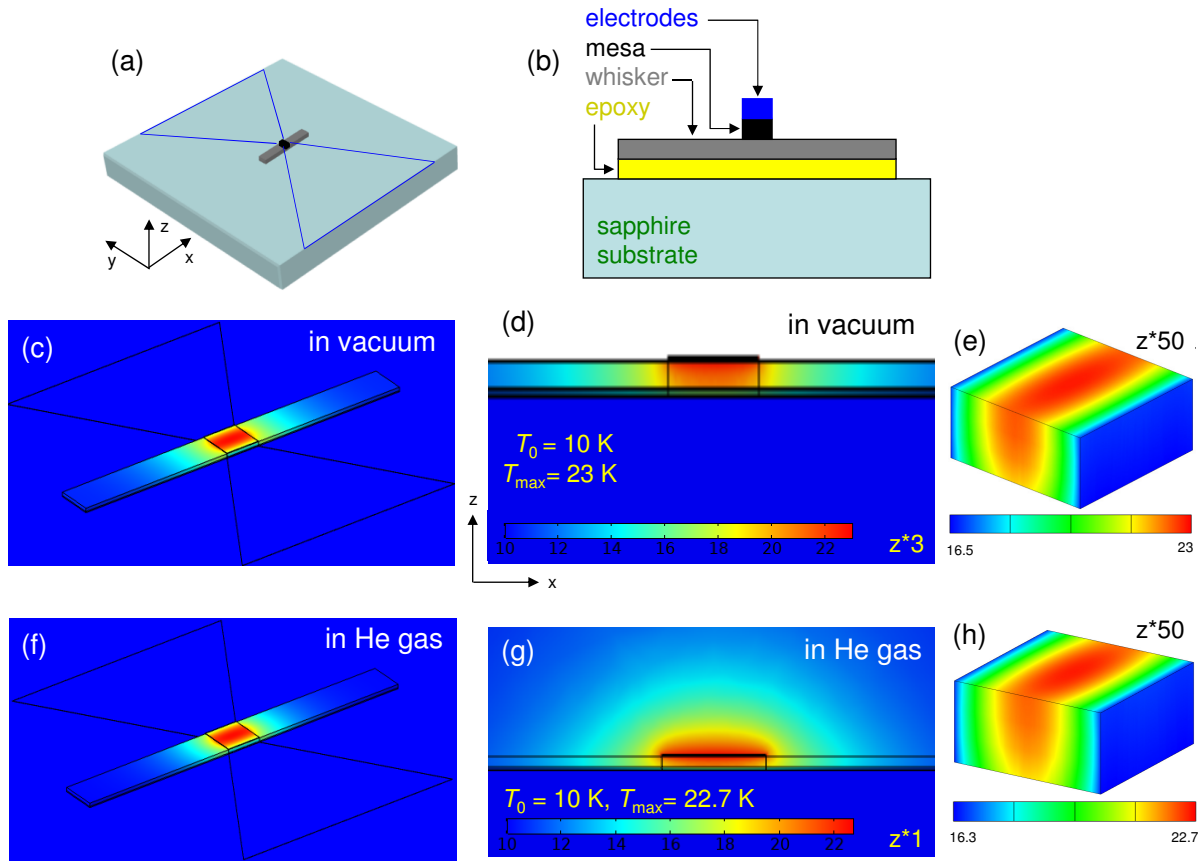 (a)
z
y
x
(b)
electrodes
mesa
whisker
epoxy
sapphire
substrate
(c)
in vacuum
(d)
in vacuum
T0 = 10 K
Tmax= 23 K
10 12 14 16 18 20 22
z*3
z
x
(e)
z*50
16.5 23
(f)
in He gas
(g)
in He gas
T0 = 10 K, Tmax = 22.7 K
10 12 14 16 18 20 22
z*1
(h)
z*50
16.3 22.7